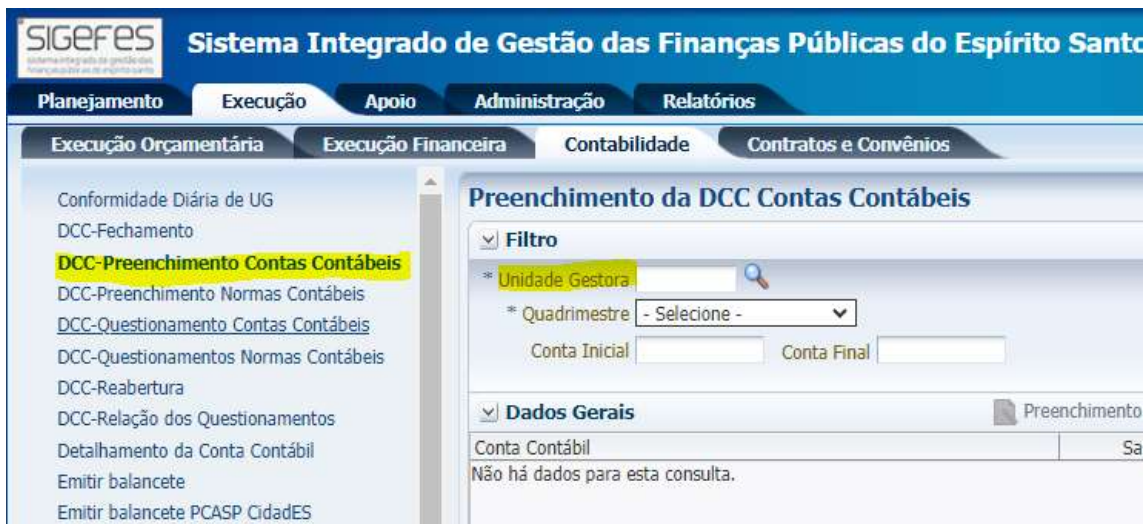 SIGEFES
Sistema Integrado de Gestão das Finanças Públicas do Espírito Santo
Planejamento Execução Apoio Administração Relatórios
Execução Orçamentária Execução Financeira Contabilidade Contratos e Convênios
Conformidade Diária de UG
DCC-Fechamento
DCC-Preenchimento Contas Contábeis
DCC-Preenchimento Normas Contábeis
DCC-Questionamento Contas Contábeis
DCC-Questionamentos Normas Contábeis
DCC-Reabertura
DCC-Relação dos Questionamentos
Detalhamento da Conta Contábil
Emitir balancete
Emitir balancete PCASP CidadES
Preenchimento da DCC Contas Contábeis
Filtro
* Unidade Gestora
* Quadrimestre - Selecione -
Conta Inicial Conta Final
Dados Gerais Preenchimento
Conta Contábil Sa
Não há dados para esta consulta.